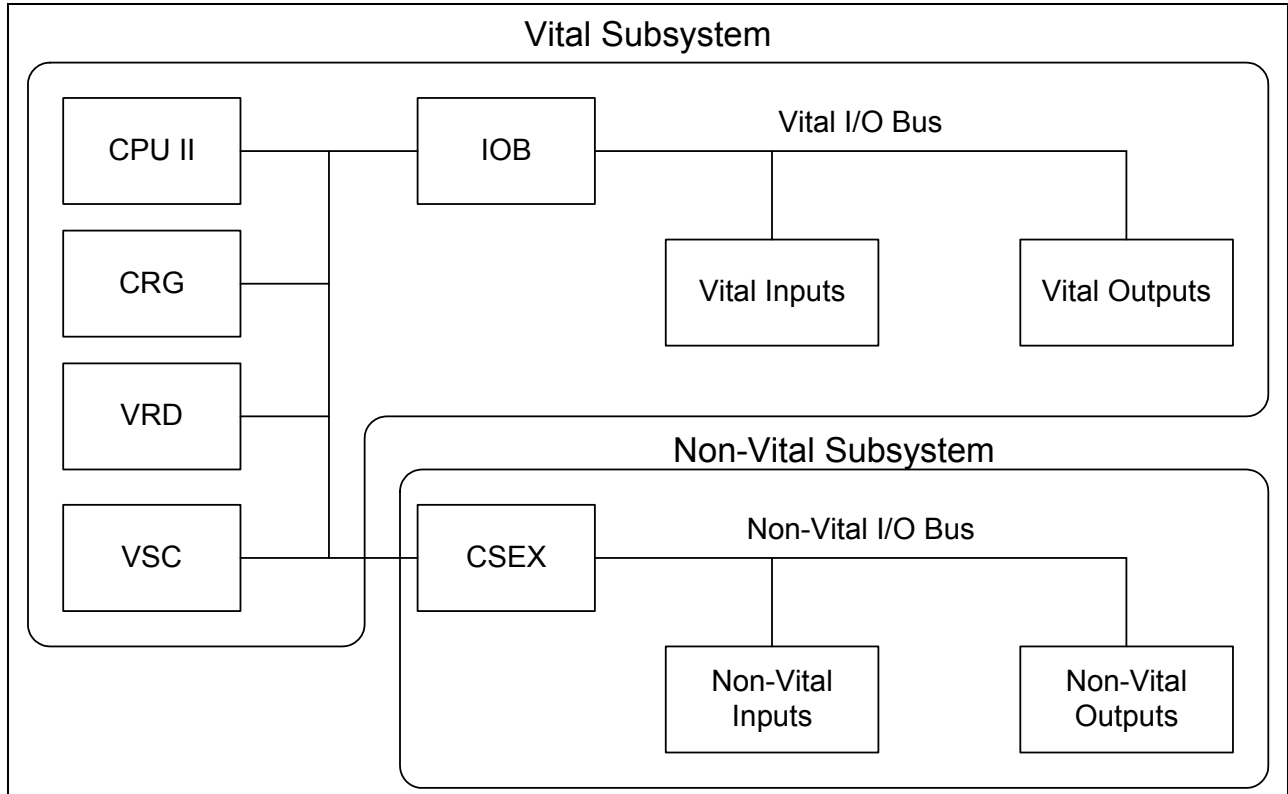 Vital Subsystem
CPU II
IOB
Vital I/O Bus
CRG
Vital Inputs
Vital Outputs
VRD
Non-Vital Subsystem
VSC
CSEX
Non-Vital I/O Bus
Non-Vital
Inputs
Non-Vital
Outputs